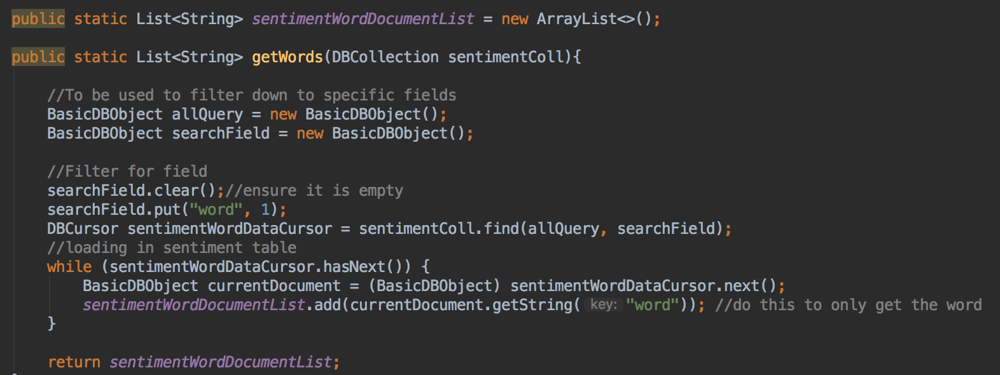 public static List<String> sentimentWordDocumentList = new ArrayList<>();
public static List<String> getWords(DBCollection sentimentColl){
//To be used to filter down to specific fields
BasicDBObject allQuery = new BasicDBObject();
BasicDBObject searchField = new BasicDBObject();
//Filter for field
searchField.clear();//ensure it is empty
searchField.put("word", 1);
DBCursor sentimentWordDataCursor = sentimentColl.find(allQuery, searchField);
//loading in sentiment table
while (sentimentWordDataCursor.hasNext()) {
BasicDBObject currentDocument = (BasicDBObject) sentimentWordDataCursor.next();
sentimentWordDocumentList.add(currentDocument.getString( key: "word")); //do this to only get the word
}
return sentimentWordDocumentList;